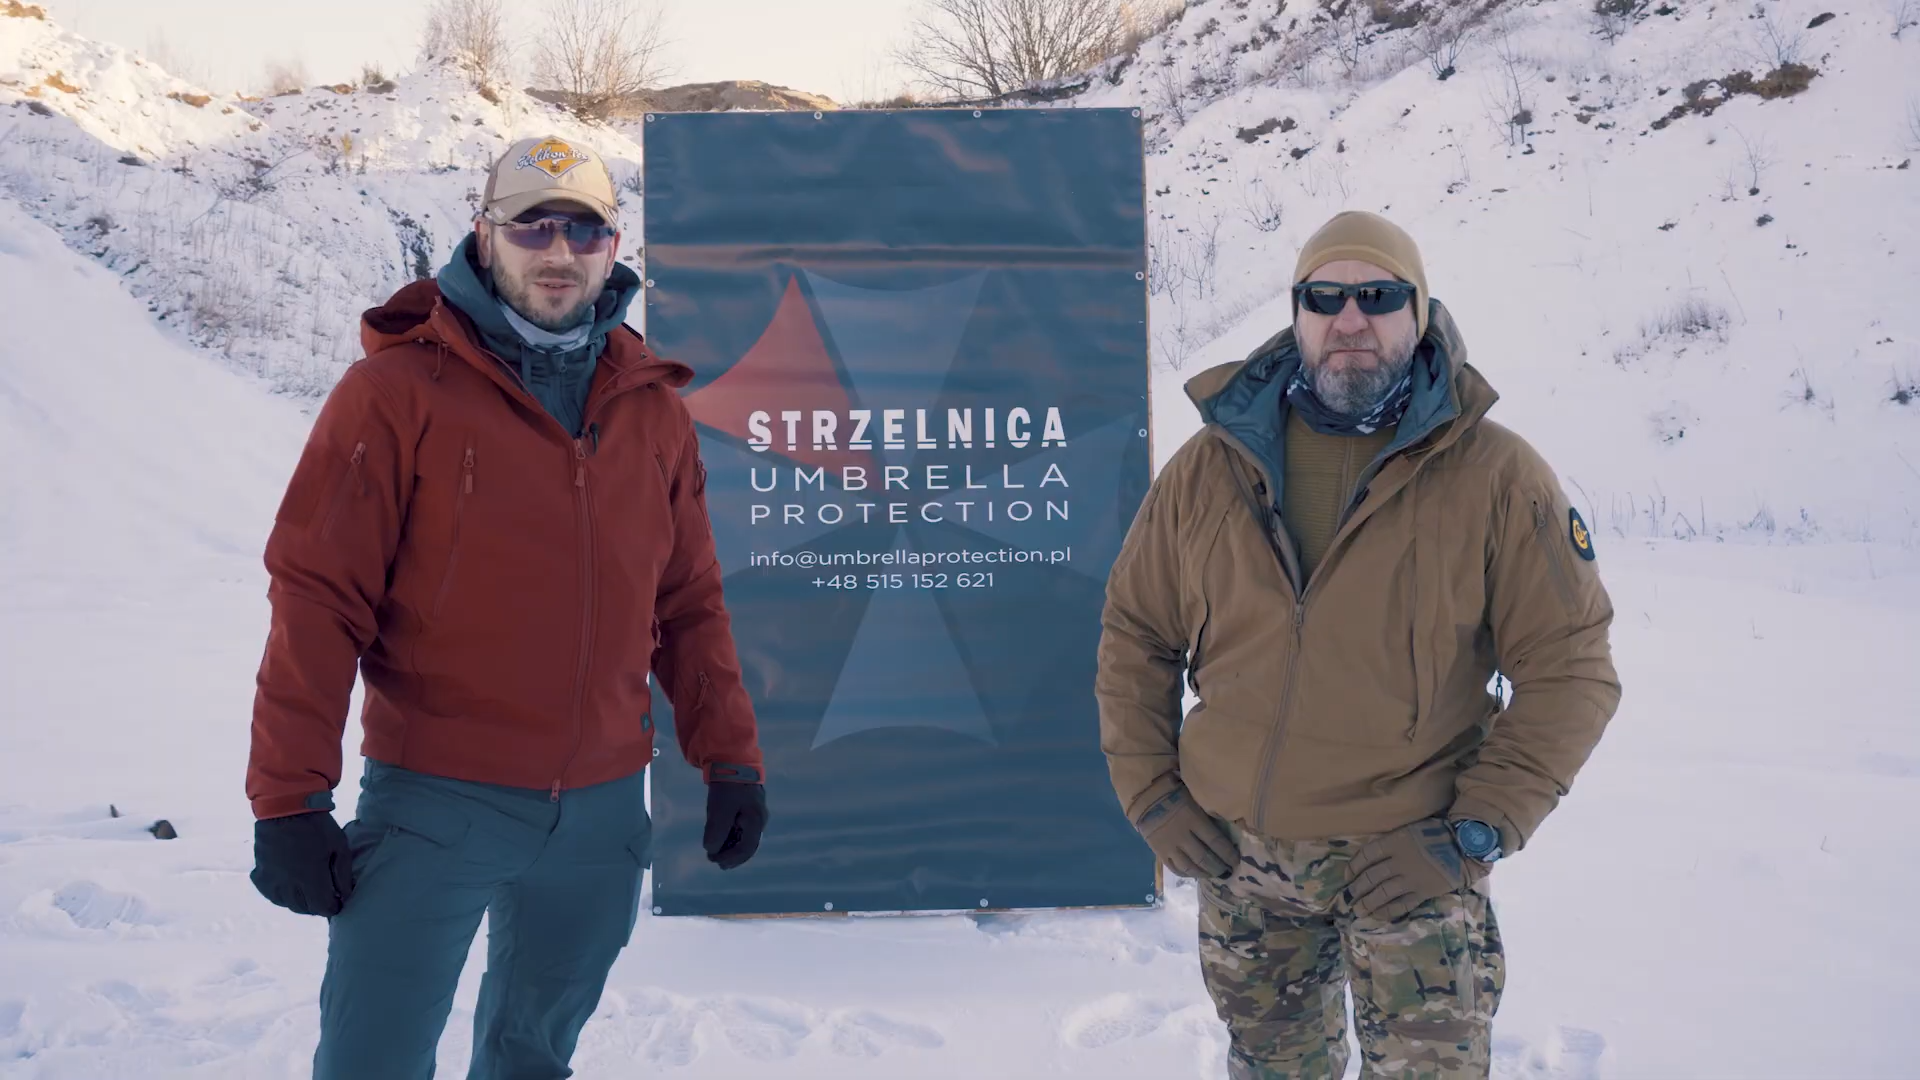 STRZELNICA
UMBRELLA
PROTECTION
info@umbrellaprotection.pl
+48 515 152 621